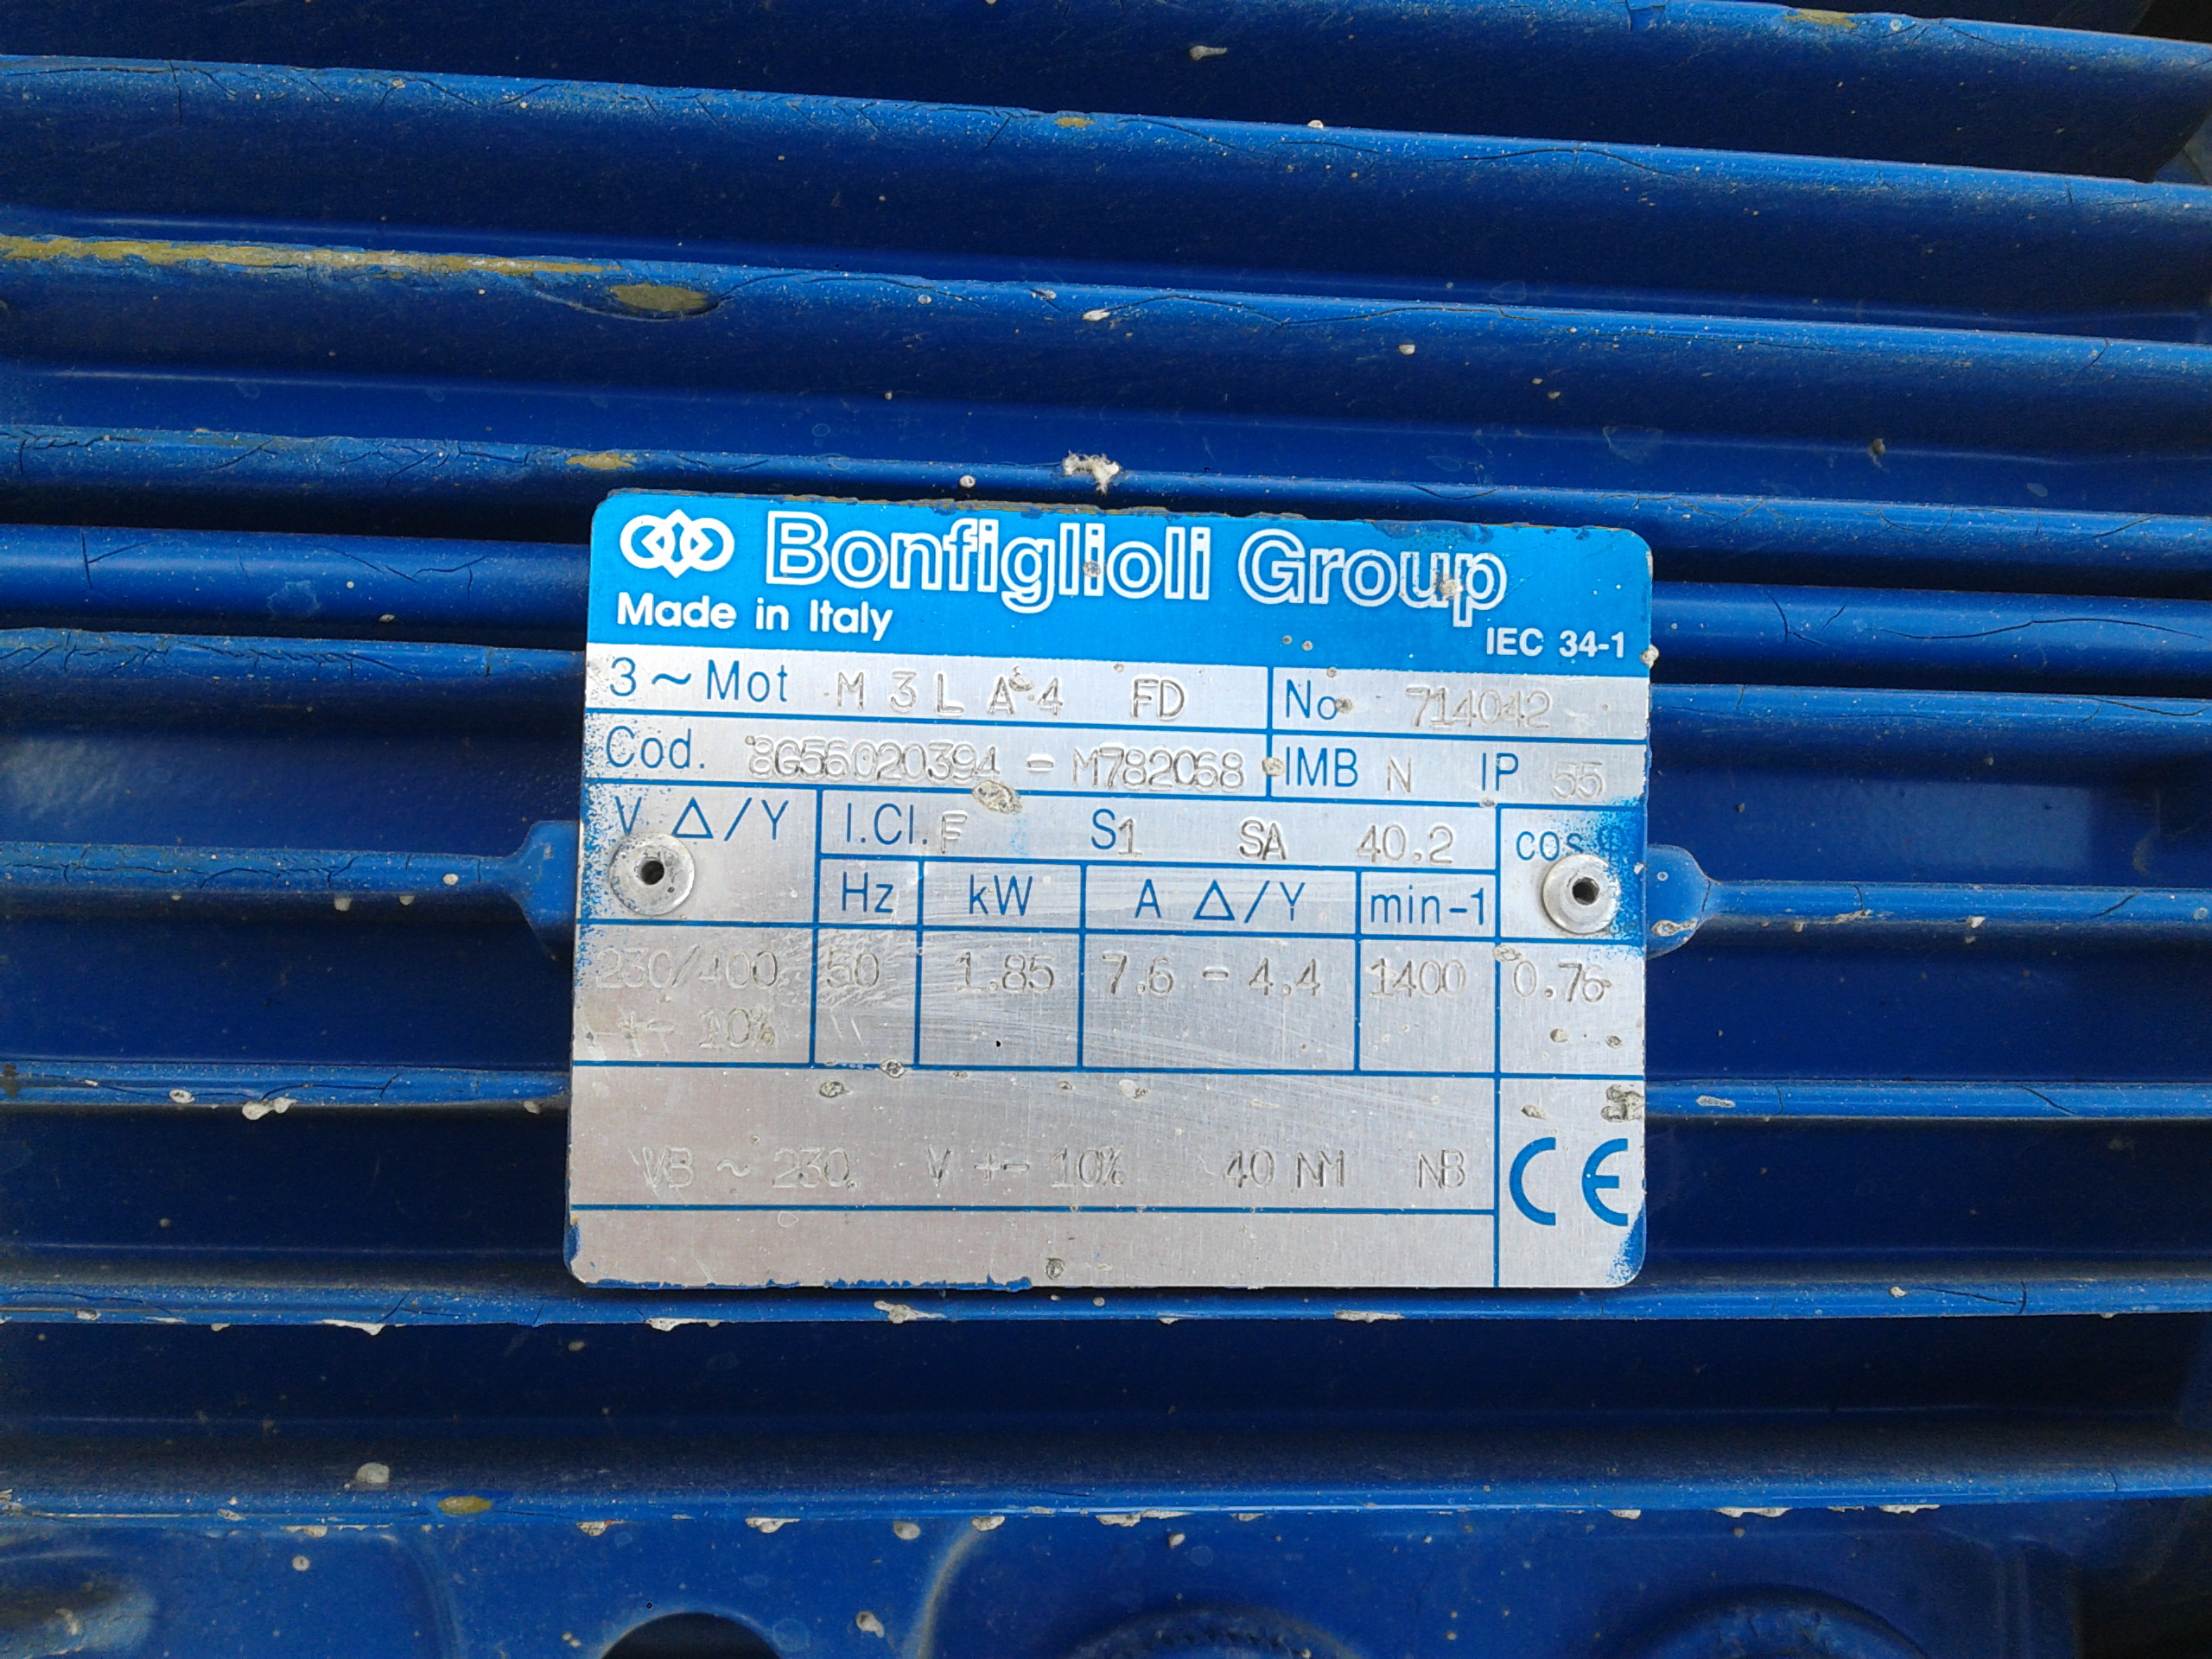 Bonfiglioli Group
Made in Italy
IEC 34-1
3~Mot M 3 L A 4 FD No 714042
Cod. 8G56020394 - M782068 IMB N IP 55
V Δ/Y I.Cl. F S1 SA 40.2 cos φ
Hz kW A Δ/Y min-1
230/400 50 1.85 7.6 - 4.4 1400 0.76
+- 10%
VB ~ 230. V +- 10% 40 NM NB
CE